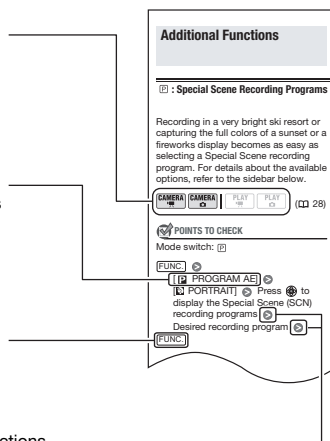 Additional Functions
P : Special Scene Recording Programs
Recording in a very bright ski resort or
capturing the full colors of a sunset or a
fireworks display becomes as easy as
selecting a Special Scene recording
program. For details about the available
options, refer to the sidebar below.
CAMERA CAMERA PLAY PLAY ( 28)
POINTS TO CHECK
Mode switch: P
FUNC.
[ P PROGRAM AE]
[ PORTRAIT] Press to
display the Special Scene (SCN)
recording programs
Desired recording program
FUNC.
s
ctions